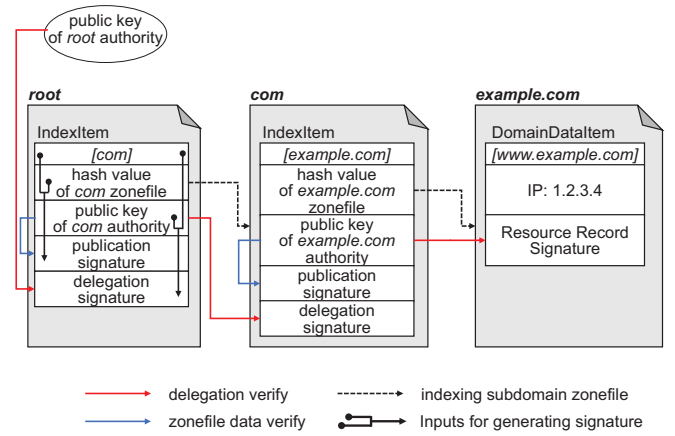 public key
of root authority
root
com
example.com
IndexItem
[com]
hash value
of com zonefile
public key
of com authority
publication
signature
delegation
signature
IndexItem
[example.com]
hash value
of example.com
zonefile
public key
of example.com
authority
publication
signature
delegation
signature
DomainDataItem
[www.example.com]
IP: 1.2.3.4
Resource Record
Signature
delegation verify
indexing subdomain zonefile
zonefile data verify
Inputs for generating signature